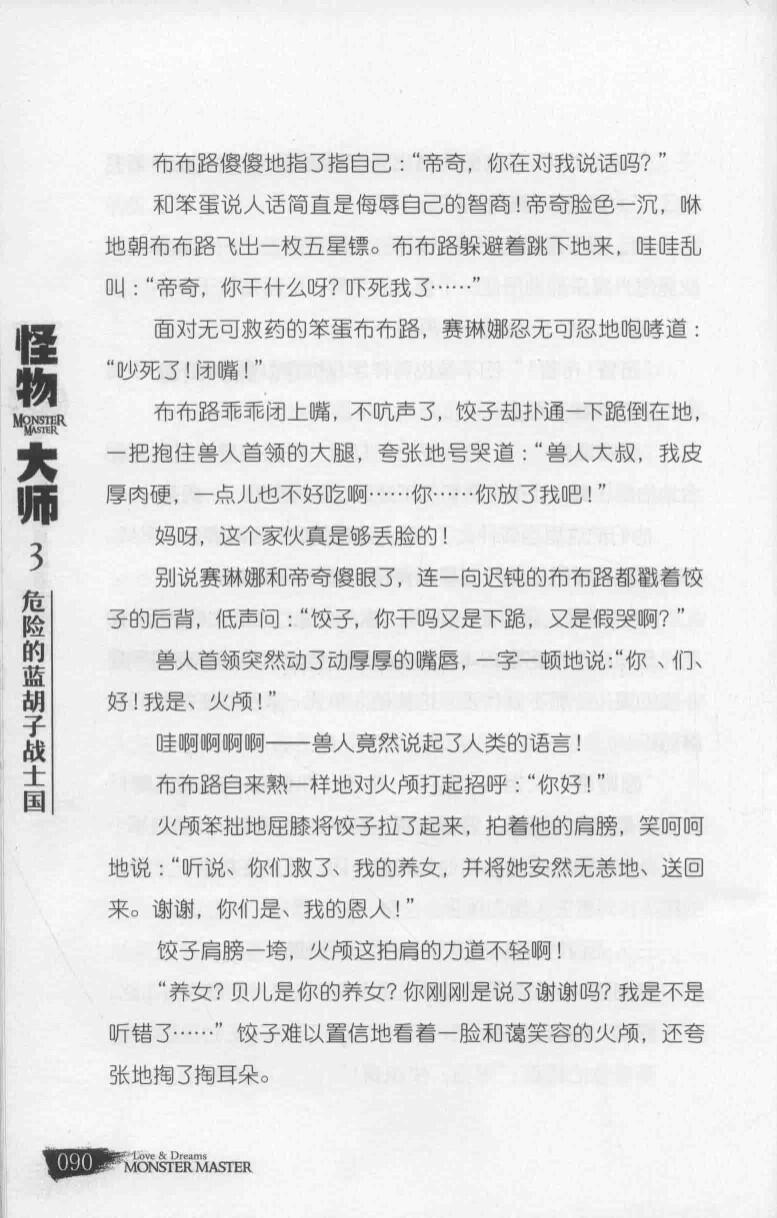 布布路傻傻地指了指自己：“帝奇，你在对我说话吗？”
和笨蛋说人话简直是侮辱自己的智商！帝奇脸色一沉，咻
地朝布布路飞出一枚五星镖。布布路躲避着跳下地来，哇哇乱
叫：“帝奇，你干什么呀？吓死我了……”
面对无可救药的笨蛋布布路，赛琳娜忍无可忍地咆哮道：
“吵死了！闭嘴！”
布布路乖乖闭上嘴，不吭声了，饺子却扑通一下跪倒在地，
一把抱住兽人首领的大腿，夸张地号哭道：“兽人大叔，我皮
厚肉硬，一点儿也不好吃啊……你……你放了我吧！”
妈呀，这个家伙真是够丢脸的！
别说赛琳娜和帝奇傻眼了，连一向迟钝的布布路都戳着饺
子的后背，低声问：“饺子，你干吗又是下跪，又是假哭啊？”
兽人首领突然动了动厚厚的嘴唇，一字一顿地说：“你、们、
好！我是、火颅！”
哇啊啊啊啊——兽人竟然说起了人类的语言！
布布路自来熟一样地对火颅打起招呼：“你好！”
火颅笨拙地屈膝将饺子拉了起来，拍着他的肩膀，笑呵呵
地说：“听说、你们救了、我的养女，并将她安然无恙地、送回
来。谢谢，你们是、我的恩人！”
饺子肩膀一垮，火颅这拍肩的力道不轻啊！
“养女？贝儿是你的养女？你刚刚是说了谢谢吗？我是不是
听错了……”饺子难以置信地看着一脸和蔼笑容的火颅，还夸
张地掏了掏耳朵。
怪物
MONSTER
MASTER
大师
3
危险的蓝胡子战士国
090
Love & Dreams
MONSTER MASTER